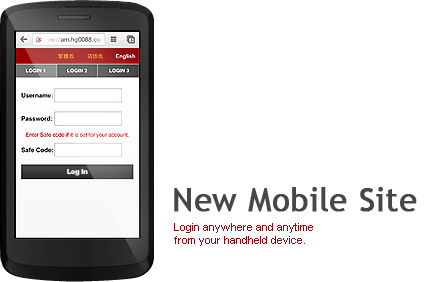 am.hg0088.co
繁體版 简体版 English
LOGIN 1 LOGIN 2 LOGIN 3
Username:
Password:
Enter Safe code if it is set for your account.
Safe Code:
Log In
New Mobile Site
Login anywhere and anytime
from your handheld device.